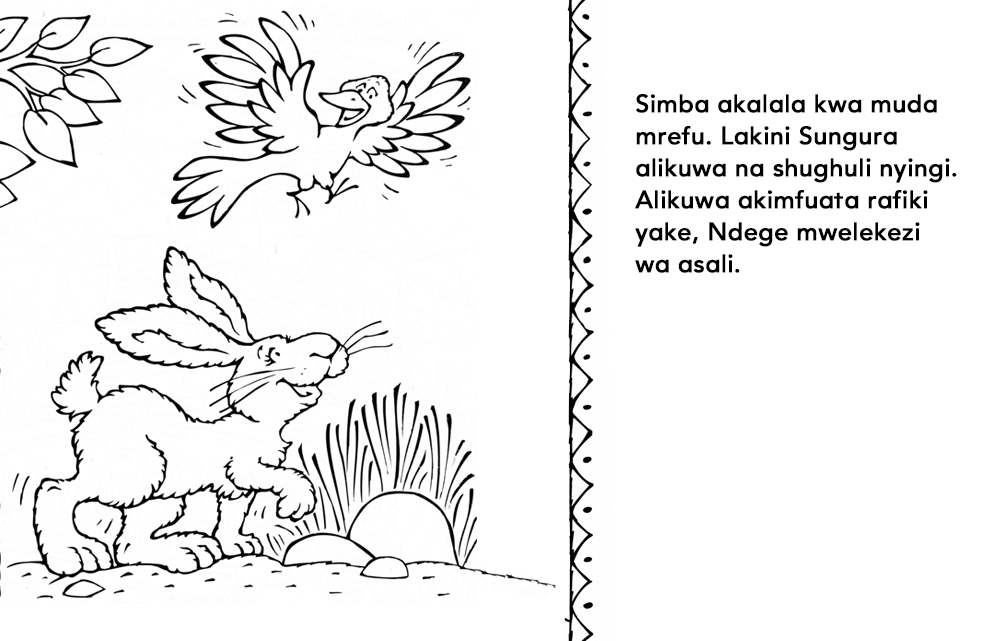 Simba akalala kwa muda
mrefu. Lakini Sungura
alikuwa na shughuli nyingi.
Alikuwa akimfuata rafiki
yake, Ndege mwelekezi
wa asali.